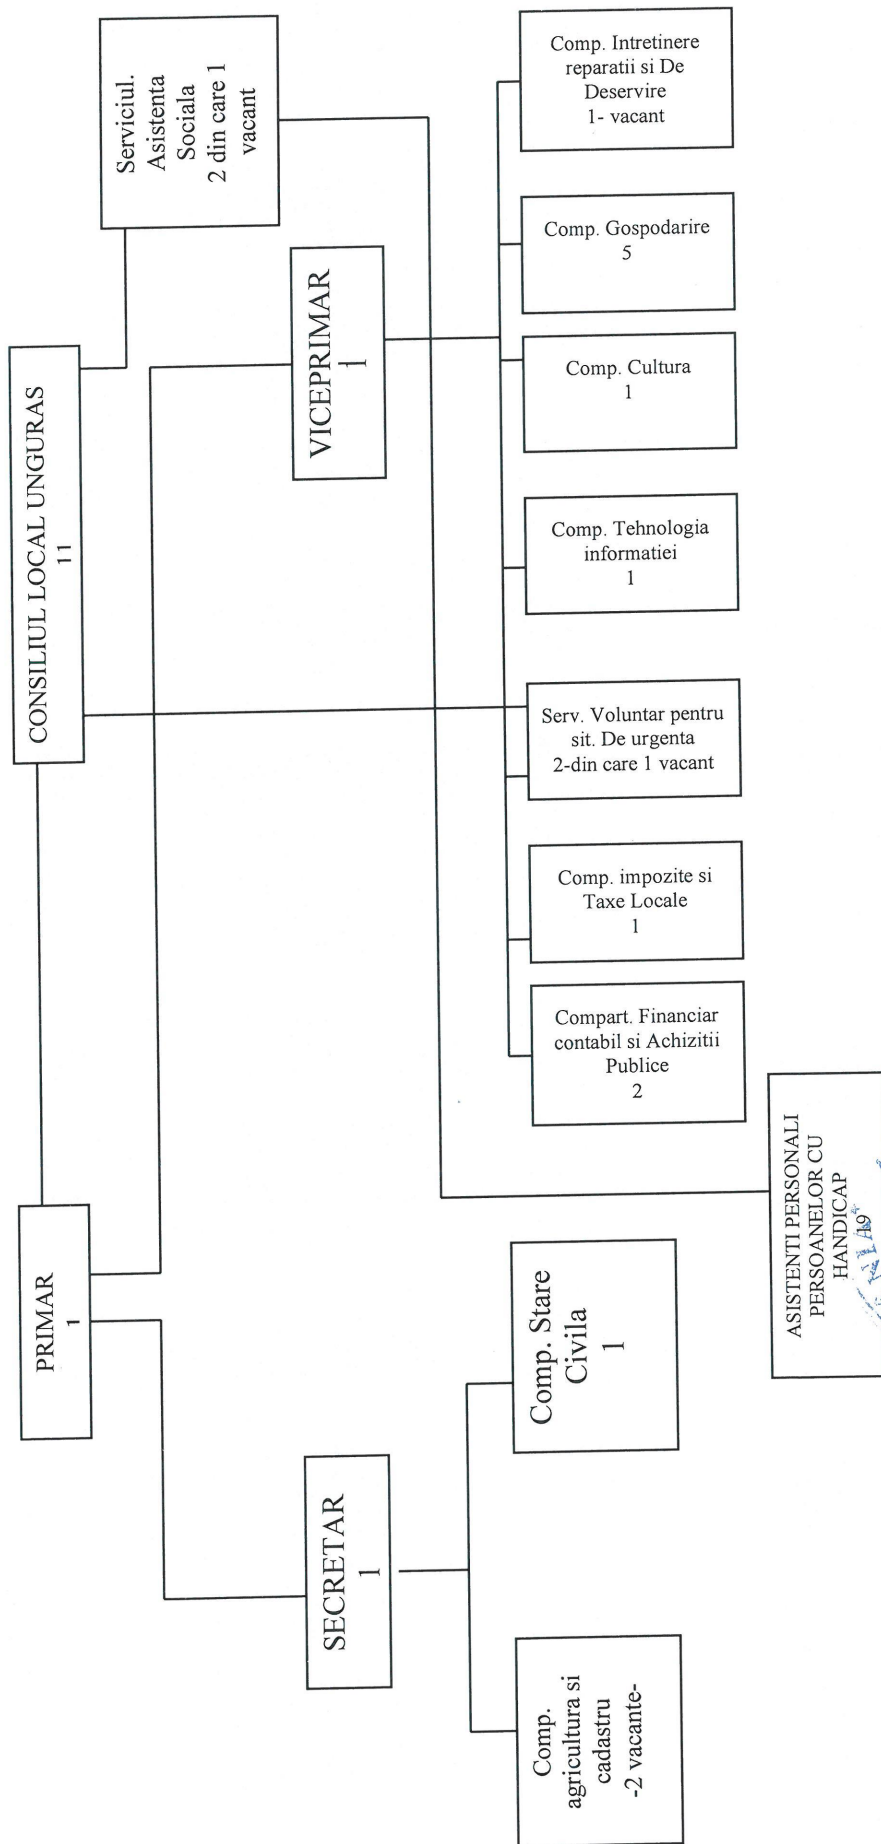 CONSILIUL LOCAL UNGURAS
11
PRIMAR
1
Serviciul.
Asistenta
Sociala
2 din care 1
vacant
SECRETAR
1
VICEPRIMAR
1
Comp.
agricultura si
cadastru
-2 vacante-
Comp. Stare
Civila
1
Compart. Financiar
contabil si Achizitii
Publice
2
Comp. impozite si
Taxe Locale
1
Serv. Voluntar pentru
sit. De urgenta
2-din care 1 vacant
Comp. Tehnologia
informatiei
1
Comp. Cultura
1
Comp. Gospodarire
5
Comp. Intretinere
reparatii si De
Deservire
1- vacant
ASISTENTI PERSONALI
PERSOANELOR CU
HANDICAP
19